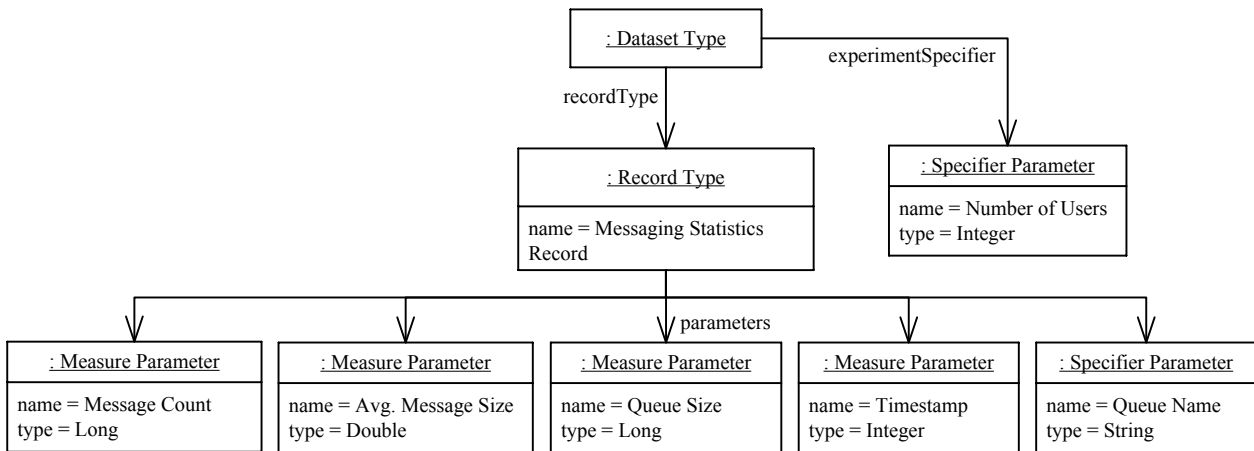 : Dataset Type
experimentSpecifier
recordType
: Record Type
name = Messaging Statistics
Record
: Specifier Parameter
name = Number of Users
type = Integer
parameters
: Measure Parameter
name = Message Count
type = Long
: Measure Parameter
name = Avg. Message Size
type = Double
: Measure Parameter
name = Queue Size
type = Long
: Measure Parameter
name = Timestamp
type = Integer
: Specifier Parameter
name = Queue Name
type = String